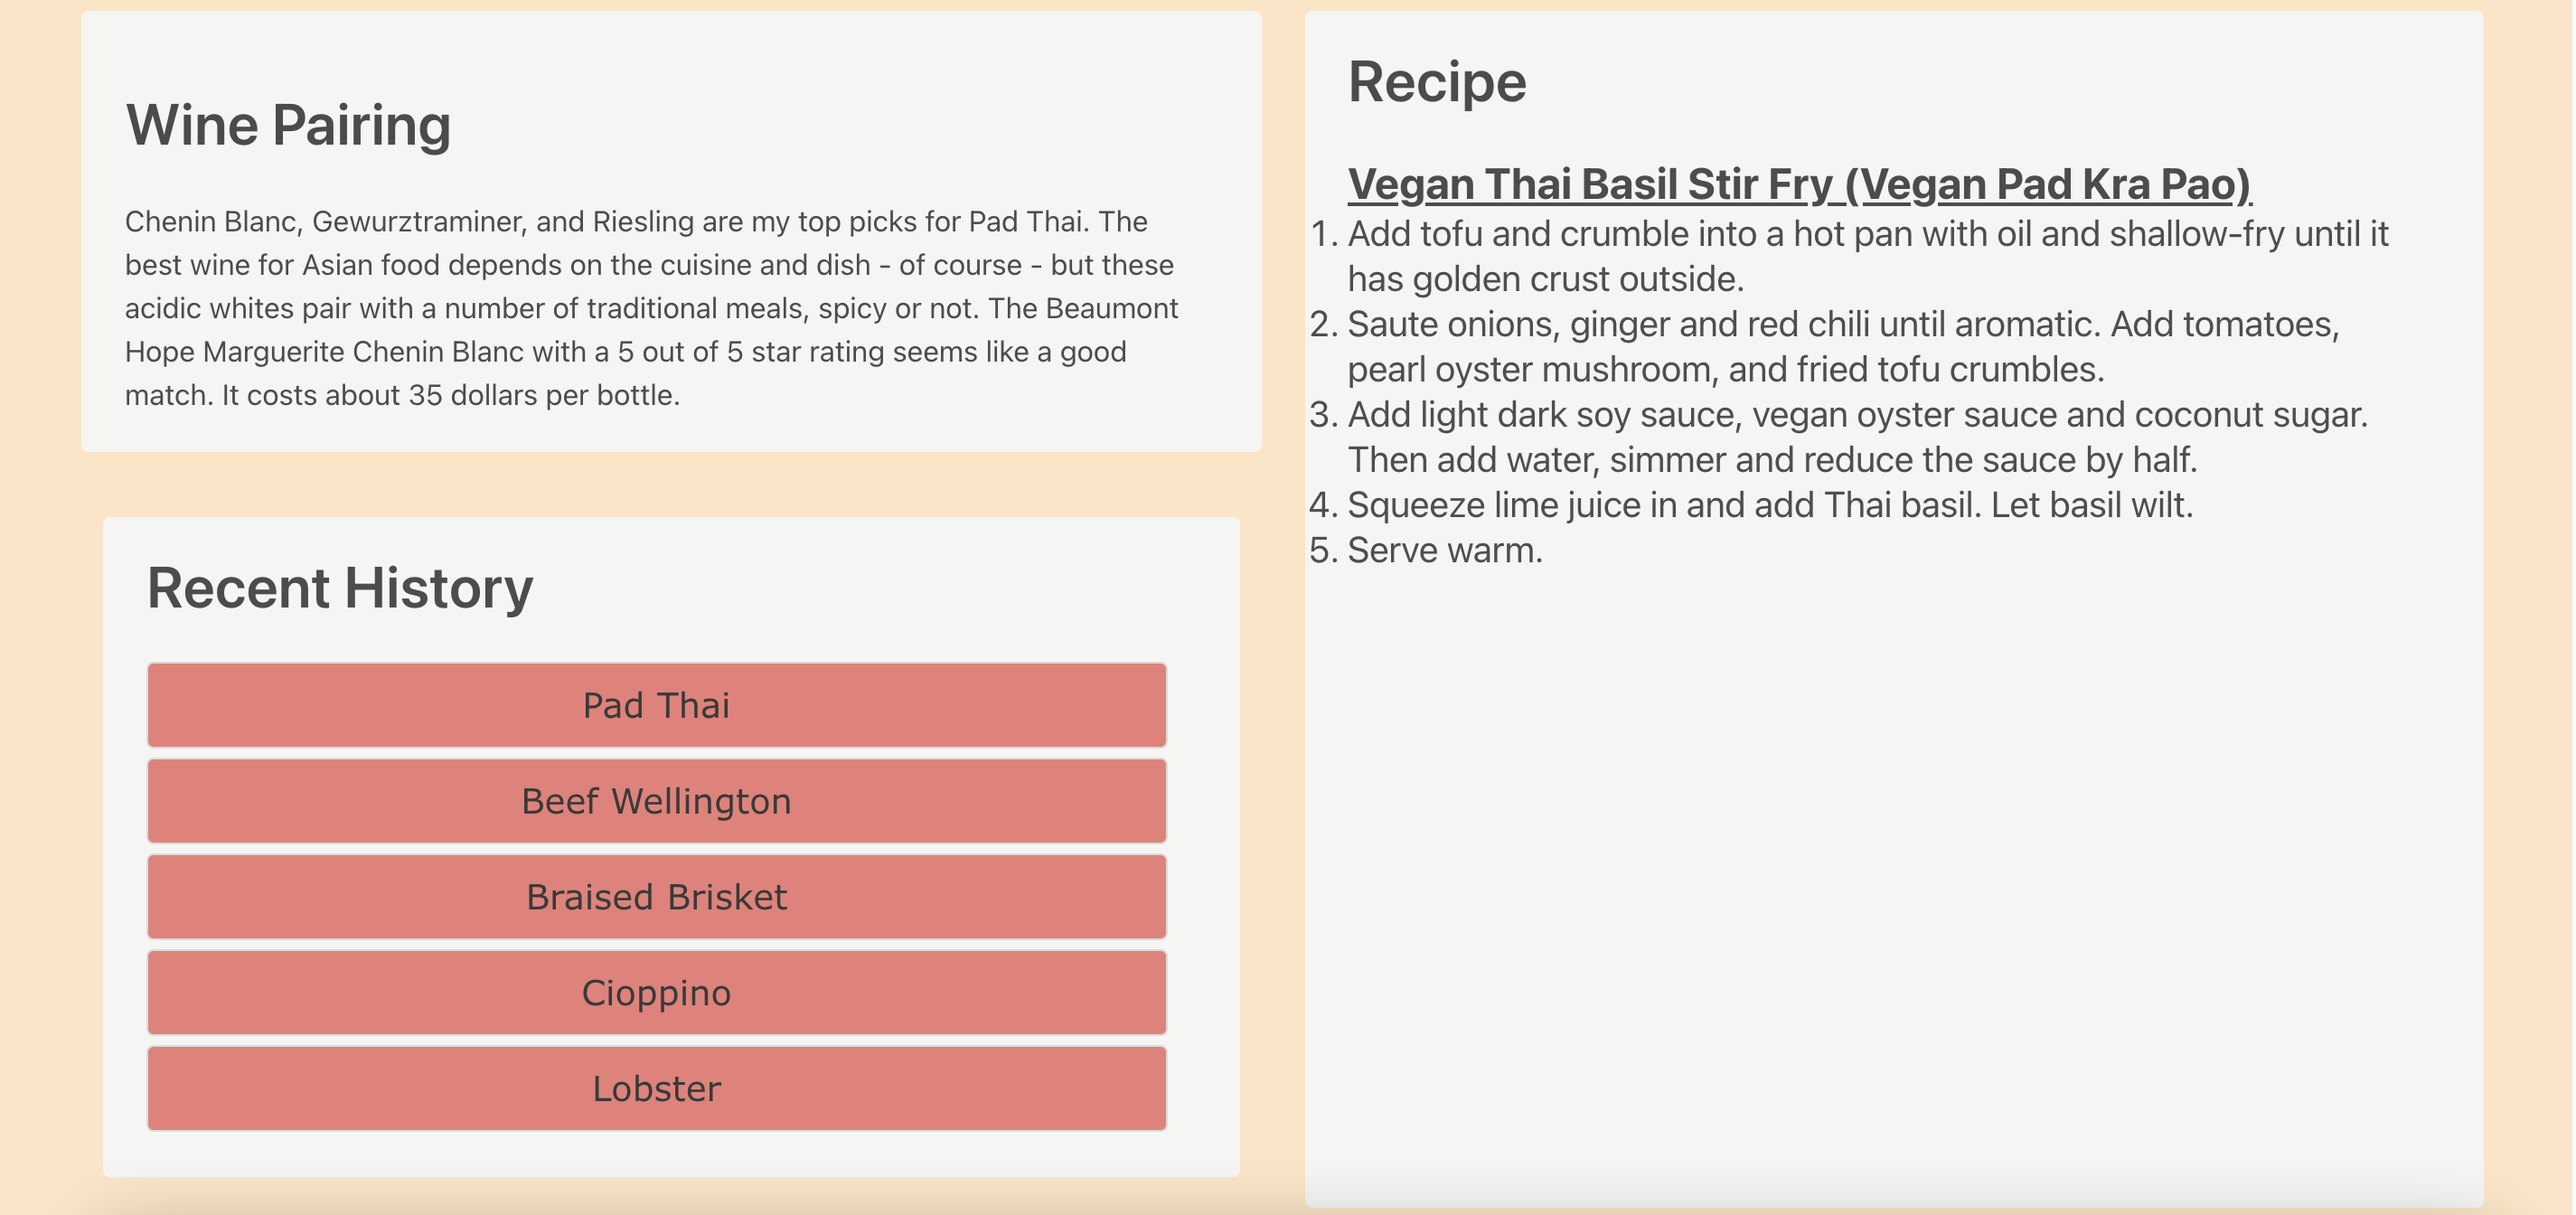 Wine Pairing
Chenin Blanc, Gewurztraminer, and Riesling are my top picks for Pad Thai. The
best wine for Asian food depends on the cuisine and dish - of course - but these
acidic whites pair with a number of traditional meals, spicy or not. The Beaumont
Hope Marguerite Chenin Blanc with a 5 out of 5 star rating seems like a good
match. It costs about 35 dollars per bottle.
Recent History
Pad Thai
Beef Wellington
Braised Brisket
Cioppino
Lobster
Recipe
Vegan Thai Basil Stir Fry (Vegan Pad Kra Pao)
1. Add tofu and crumble into a hot pan with oil and shallow-fry until it
has golden crust outside.
2. Saute onions, ginger and red chili until aromatic. Add tomatoes,
pearl oyster mushroom, and fried tofu crumbles.
3. Add light dark soy sauce, vegan oyster sauce and coconut sugar.
Then add water, simmer and reduce the sauce by half.
4. Squeeze lime juice in and add Thai basil. Let basil wilt.
5. Serve warm.